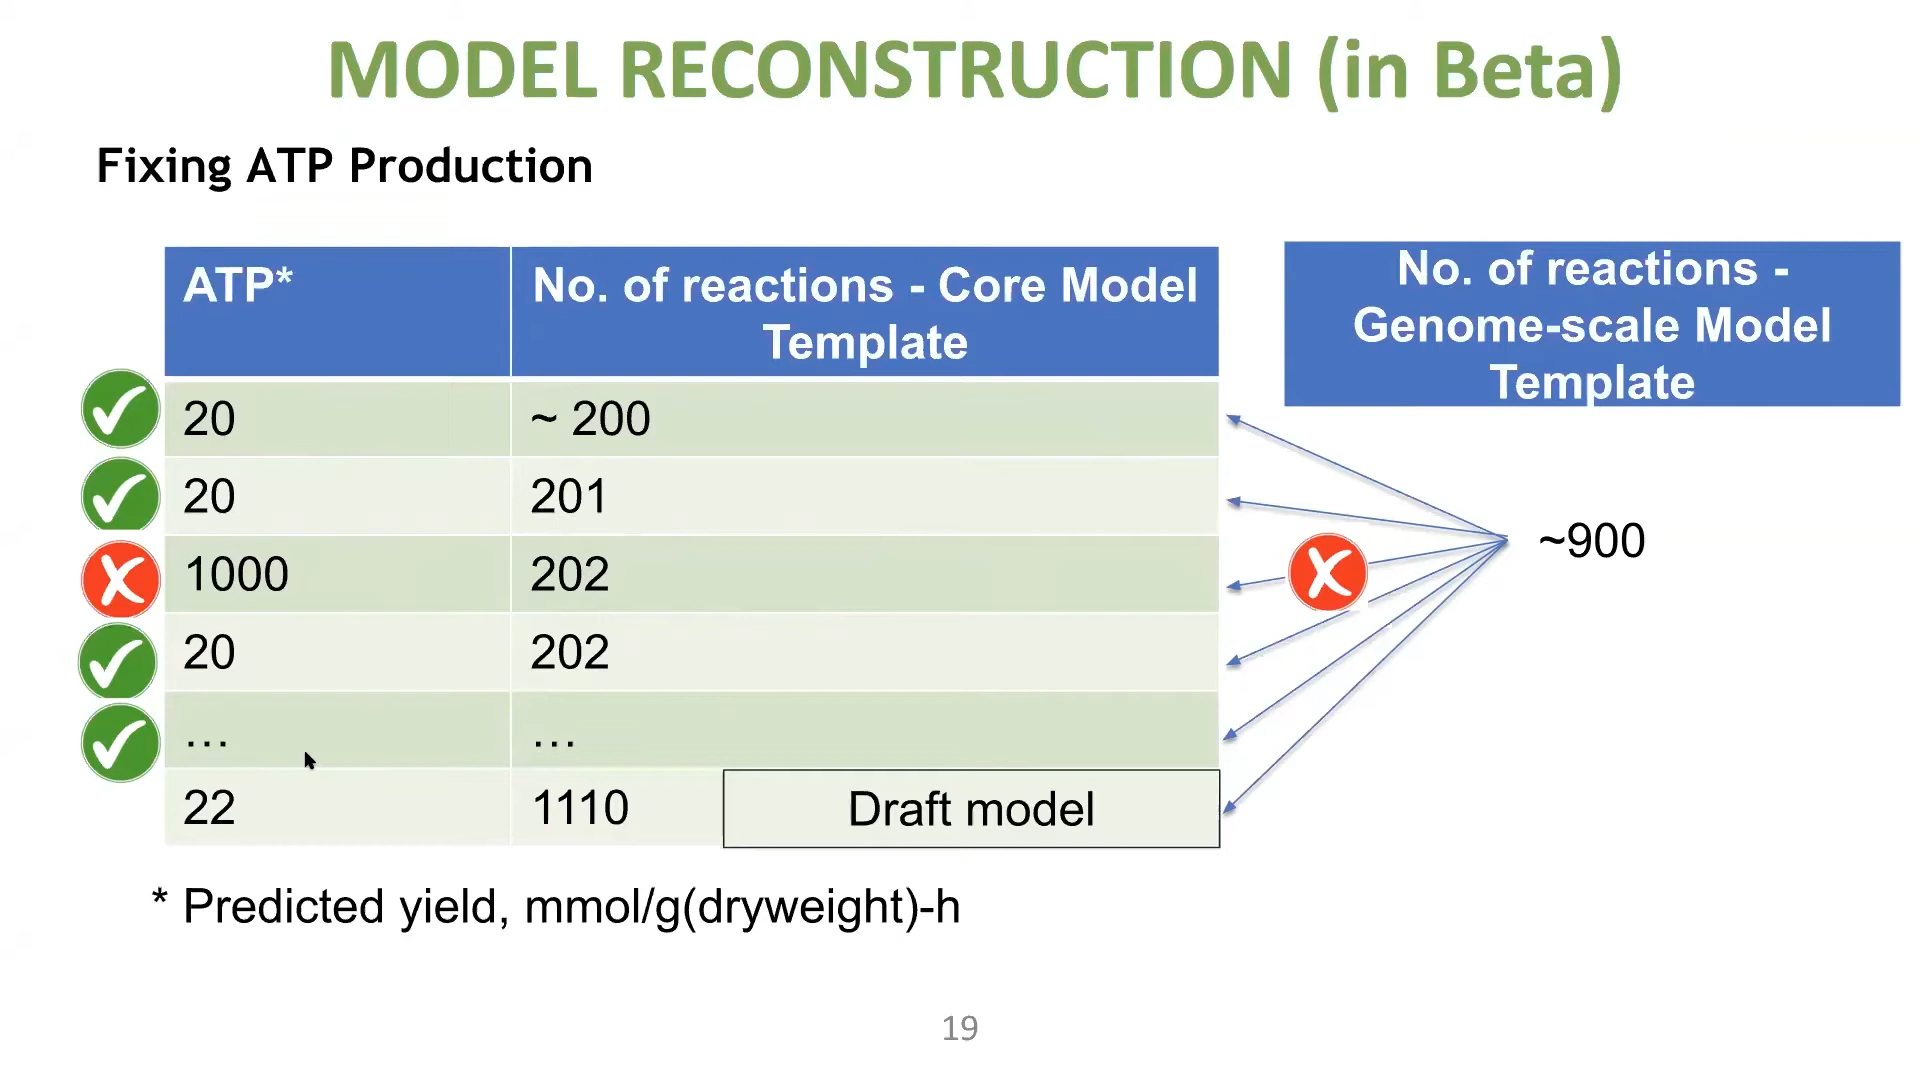 MODEL RECONSTRUCTION (in Beta)
Fixing ATP Production
ATP*
No. of reactions - Core Model
Template
No. of reactions -
Genome-scale Model
Template
20
~ 200
20
201
1000
202
20
202
...
...
22
1110
Draft model
~900
* Predicted yield, mmol/g(dryweight)-h
19